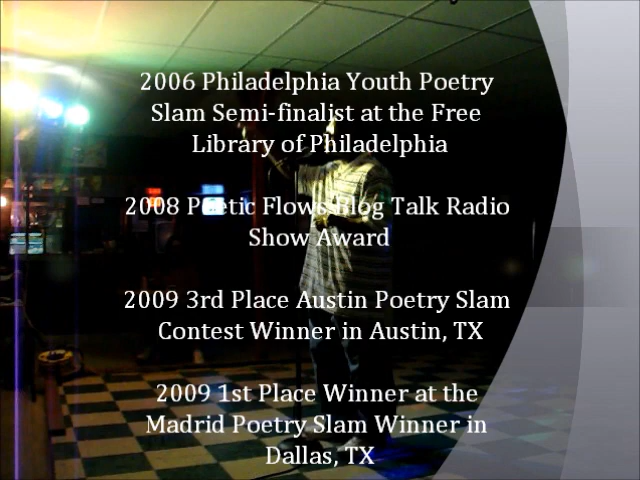 2006 Philadelphia Youth Poetry
Slam Semi-finalist at the Free
Library of Philadelphia
2008 Poetic Flows Blog Talk Radio
Show Award
2009 3rd Place Austin Poetry Slam
Contest Winner in Austin, TX
2009 1st Place Winner at the
Madrid Poetry Slam Winner in
Dallas, TX